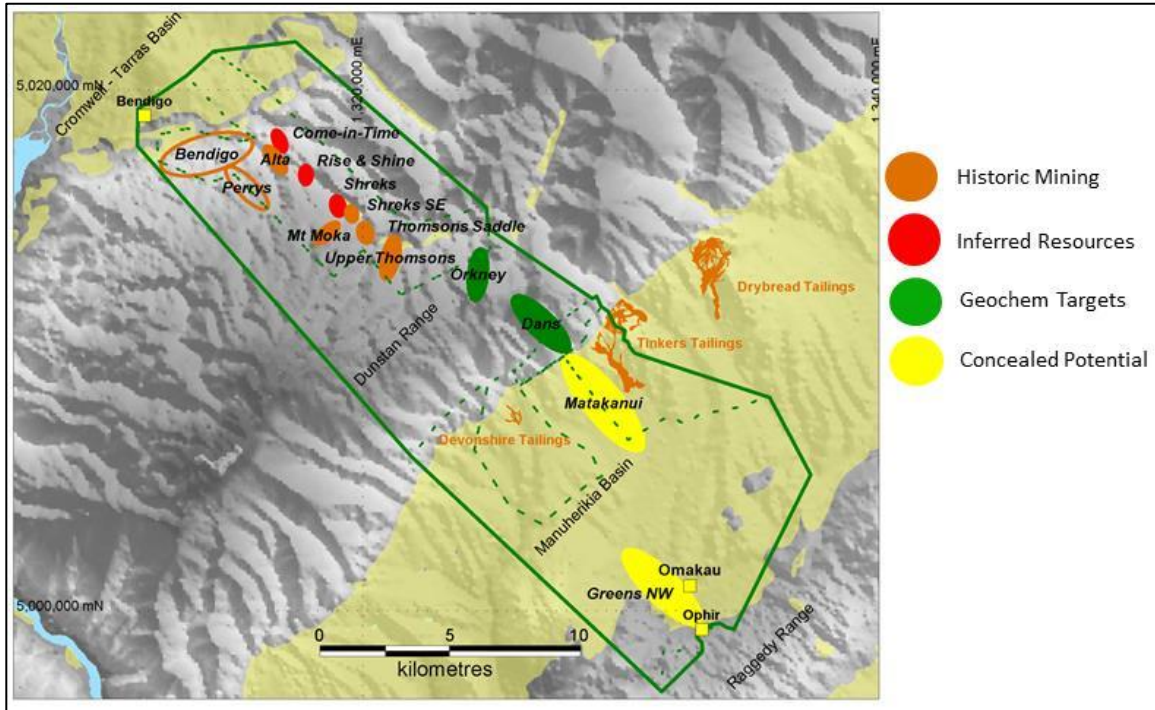 Cromwell - Tarras Basin
1,320,000 mE
1,340,000 mE
5,020,000 mN
Bendigo
Come-in-Time
Bendigo
Alta
Rise & Shine
Perrys
Shreks
Shreks SE
Mt Moka
Thomsons Saddle
Upper Thomsons
Orkney
Drybread Tailings
Dans
Tinkers Tailings
Dunstan Range
Matakanui
Devonshire Tailings
Manuherikia Basin
Omakau
Greens NW
5,000,000 mN
Ophir
Raggedy Range
0 5 10
kilometres
Historic Mining
Inferred Resources
Geochem Targets
Concealed Potential